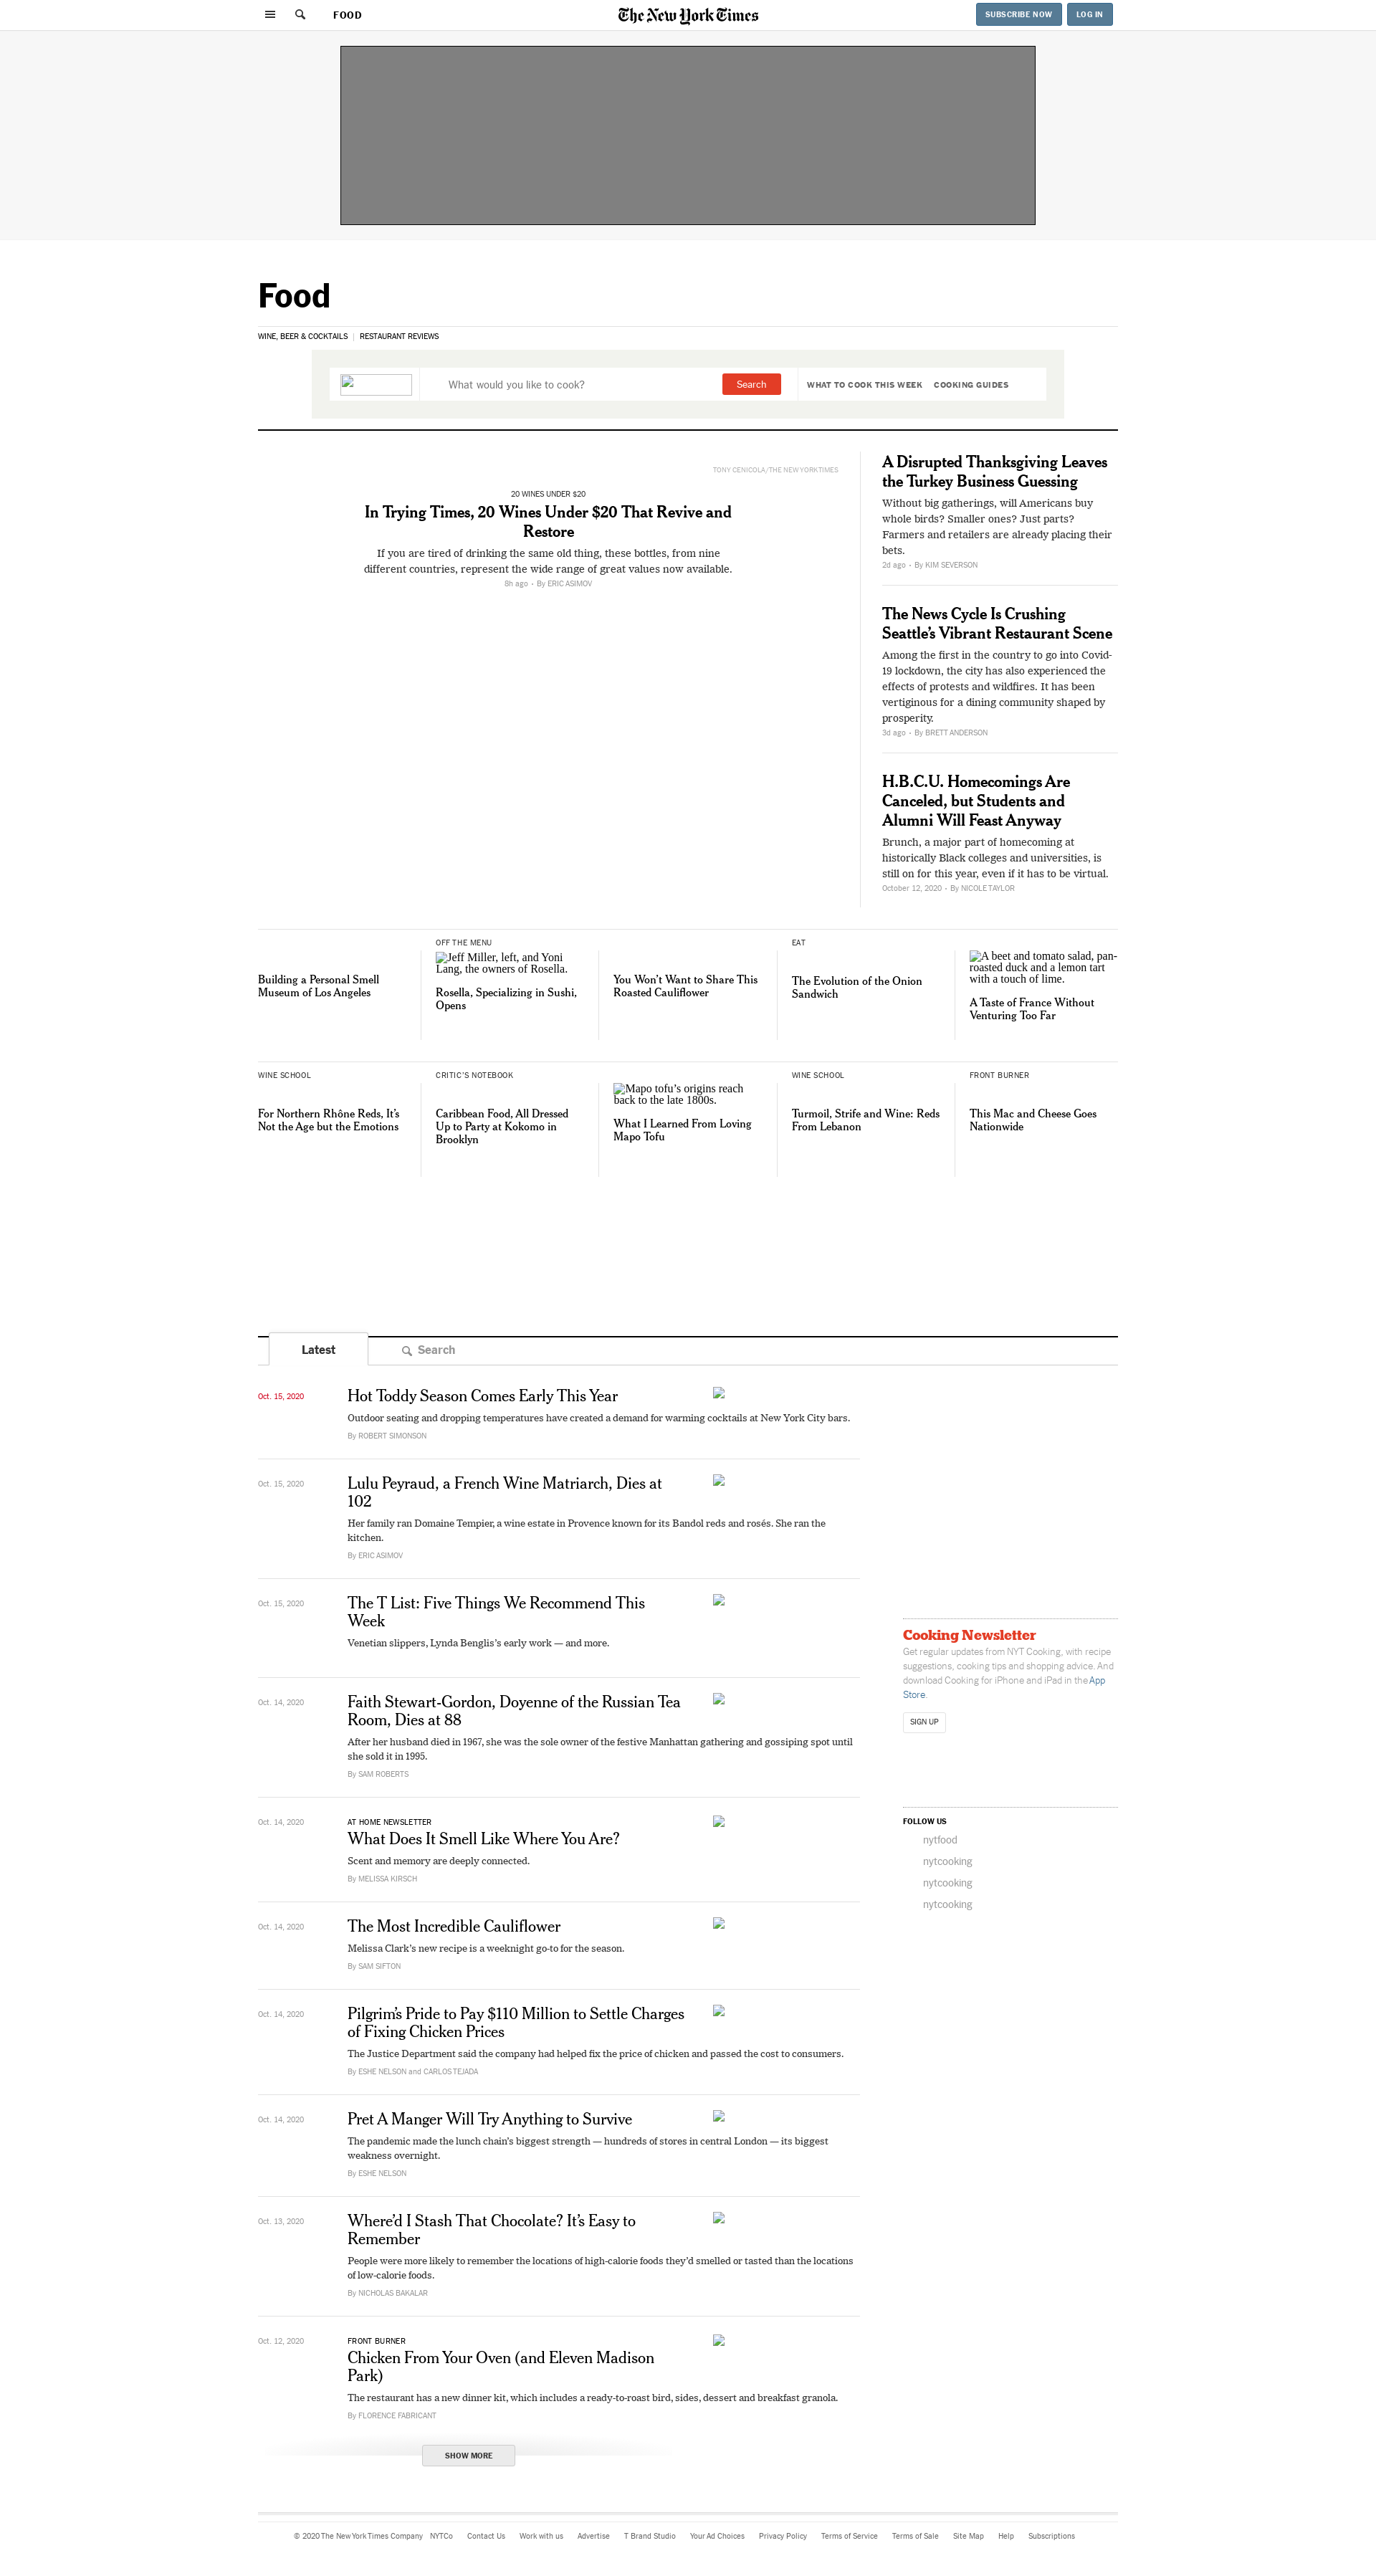 FOOD
The New York Times
SUBSCRIBE NOW
LOG IN
Food
WINE, BEER & COCKTAILS
RESTAURANT REVIEWS
What would you like to cook?
Search
WHAT TO COOK THIS WEEK
COOKING GUIDES
TONY CENICOLA/THE NEW YORK TIMES
20 WINES UNDER $20
In Trying Times, 20 Wines Under $20 That Revive and
Restore
If you are tired of drinking the same old thing, these bottles, from nine
different countries, represent the wide range of great values now available.
8h ago - By ERIC ASIMOV
A Disrupted Thanksgiving Leaves
the Turkey Business Guessing
Without big gatherings, will Americans buy
whole birds? Smaller ones? Just parts?
Farmers and retailers are already placing their
bets.
2d ago - By KIM SEVERSON
The News Cycle Is Crushing
Seattle’s Vibrant Restaurant Scene
Among the first in the country to go into Covid-
19 lockdown, the city has also experienced the
effects of protests and wildfires. It has been
vertiginous for a dining community shaped by
prosperity.
3d ago - By BRETT ANDERSON
H.B.C.U. Homecomings Are
Canceled, but Students and
Alumni Will Feast Anyway
Brunch, a major part of homecoming at
historically Black colleges and universities, is
still on for this year, even if it has to be virtual.
October 12, 2020 - By NICOLE TAYLOR
Building a Personal Smell
Museum of Los Angeles
OFF THE MENU
Jeff Miller, left, and Yoni
Lang, the owners of Rosella.
Rosella, Specializing in Sushi,
Opens
You Won’t Want to Share This
Roasted Cauliflower
EAT
The Evolution of the Onion
Sandwich
A beet and tomato salad, pan-
roasted duck and a lemon tart
with a touch of lime.
A Taste of France Without
Venturing Too Far
WINE SCHOOL
For Northern Rhône Reds, It’s
Not the Age but the Emotions
CRITIC’S NOTEBOOK
Caribbean Food, All Dressed
Up to Party at Kokomo in
Brooklyn
Mapo tofu’s origins reach
back to the late 1800s.
What I Learned From Loving
Mapo Tofu
WINE SCHOOL
Turmoil, Strife and Wine: Reds
From Lebanon
FRONT BURNER
This Mac and Cheese Goes
Nationwide
Latest
Search
Oct. 15, 2020
Hot Toddy Season Comes Early This Year
Outdoor seating and dropping temperatures have created a demand for warming cocktails at New York City bars.
By ROBERT SIMONSON
Oct. 15, 2020
Lulu Peyraud, a French Wine Matriarch, Dies at
102
Her family ran Domaine Tempier, a wine estate in Provence known for its Bandol reds and rosés. She ran the
kitchen.
By ERIC ASIMOV
Oct. 15, 2020
The T List: Five Things We Recommend This
Week
Venetian slippers, Lynda Benglis’s early work — and more.
Oct. 14, 2020
Faith Stewart-Gordon, Doyenne of the Russian Tea
Room, Dies at 88
After her husband died in 1967, she was the sole owner of the festive Manhattan gathering and gossiping spot until
she sold it in 1995.
By SAM ROBERTS
Oct. 14, 2020
AT HOME NEWSLETTER
What Does It Smell Like Where You Are?
Scent and memory are deeply connected.
By MELISSA KIRSCH
Oct. 14, 2020
The Most Incredible Cauliflower
Melissa Clark’s new recipe is a weeknight go-to for the season.
By SAM SIFTON
Oct. 14, 2020
Pilgrim’s Pride to Pay $110 Million to Settle Charges
of Fixing Chicken Prices
The Justice Department said the company had helped fix the price of chicken and passed the cost to consumers.
By ESHE NELSON and CARLOS TEJADA
Oct. 14, 2020
Pret A Manger Will Try Anything to Survive
The pandemic made the lunch chain’s biggest strength — hundreds of stores in central London — its biggest
weakness overnight.
By ESHE NELSON
Oct. 13, 2020
Where’d I Stash That Chocolate? It’s Easy to
Remember
People were more likely to remember the locations of high-calorie foods they’d smelled or tasted than the locations
of low-calorie foods.
By NICHOLAS BAKALAR
Oct. 12, 2020
FRONT BURNER
Chicken From Your Oven (and Eleven Madison
Park)
The restaurant has a new dinner kit, which includes a ready-to-roast bird, sides, dessert and breakfast granola.
By FLORENCE FABRICANT
SHOW MORE
Cooking Newsletter
Get regular updates from NYT Cooking, with recipe
suggestions, cooking tips and shopping advice. And
download Cooking for iPhone and iPad in the App
Store.
SIGN UP
FOLLOW US
nytfood
nytcooking
nytcooking
nytcooking
© 2020 The New York Times Company
NYTCo
Contact Us
Work with us
Advertise
T Brand Studio
Your Ad Choices
Privacy Policy
Terms of Service
Terms of Sale
Site Map
Help
Subscriptions